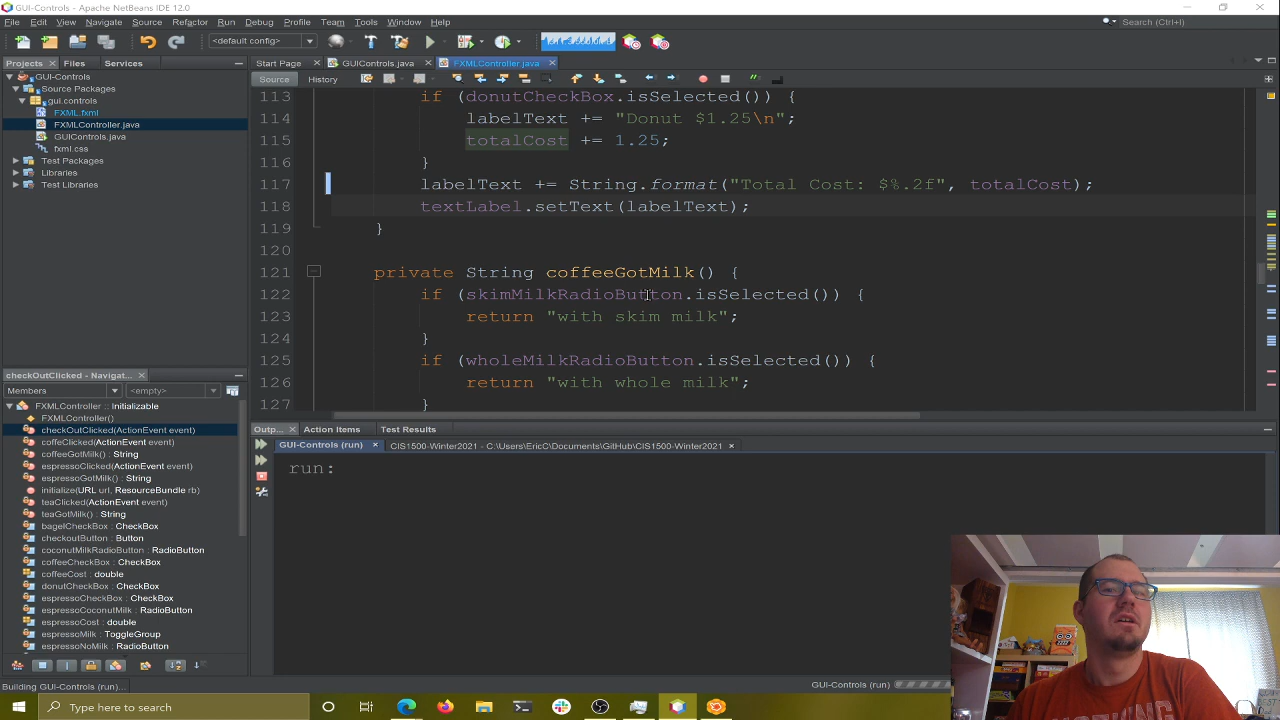 GUI-Controls - Apache NetBeans IDE 12.0
File Edit View Navigate Source Refactor Run Debug Profile Team Tools Window Help
Search (Ctrl+I)
<default config>
Projects Files Services
Start Page GUIControls.java FXMLController.java
Source History
GUI-Controls
Source Packages
gui.controls
FXML.fxml
FXMLController.java
GUIControls.java
fxml.css
Test Packages
Libraries
Test Libraries
113 if (donutCheckBox.isSelected()) {
114 labelText += "Donut $1.25\n";
115 totalCost += 1.25;
116 }
117 labelText += String.format("Total Cost: $%.2f", totalCost);
118 textLabel.setText(labelText);
119 }
120
121 private String coffeeGotMilk() {
122 if (skimMilkRadioButton.isSelected()) {
123 return "with skim milk";
124 }
125 if (wholeMilkRadioButton.isSelected()) {
126 return "with whole milk";
127 }
checkOutClicked - Navigat...
Members <empty>
FXMLController :: Initializable
FXMLController()
checkOutClicked(ActionEvent event)
coffeClicked(ActionEvent event)
coffeeGotMilk() : String
espressoClicked(ActionEvent event)
espressoGotMilk() : String
initialize(URL url, ResourceBundle rb)
teaClicked(ActionEvent event)
teaGotMilk() : String
bagelCheckBox : CheckBox
checkoutButton : Button
coconutMilkRadioButton : RadioButton
coffeeCheckBox : CheckBox
coffeeCost : double
donutCheckBox : CheckBox
espressoCheckBox : CheckBox
espressoCoconutMilk : RadioButton
espressoCost : double
espressoMilk : ToggleGroup
espressoNoMilk : RadioButton
Outp... Action Items Test Results
GUI-Controls (run) CIS1500-Winter2021 - C:\Users\EricC\Documents\GitHub\CIS1500-Winter2021
run:
Building GUI-Controls (run)...
GUI-Controls (run)
Type here to search